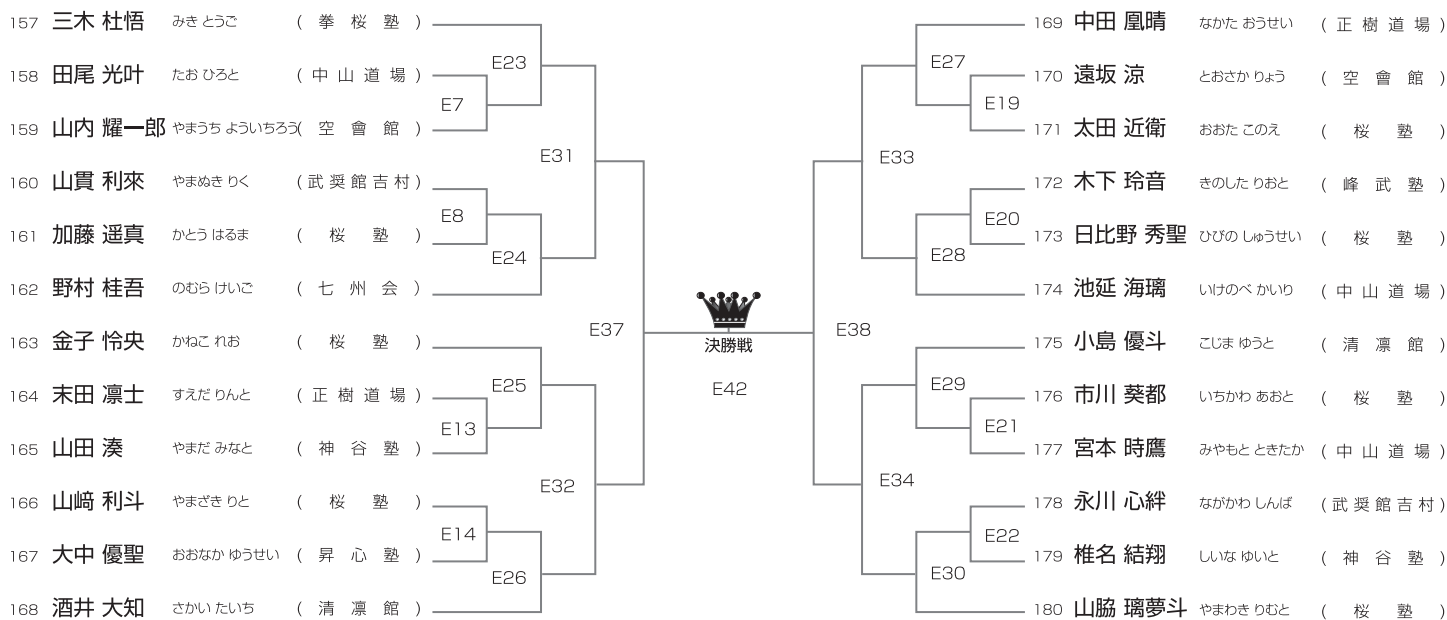 157 三木 杜悟 みき とうご (拳桜塾)
158 田尾 光叶 たお ひろと (中山道場)
159 山内 耀一郎 やまうち よういちろう (空會館)
160 山貫 利來 やまぬき りく (武奨館吉村)
161 加藤 遥真 かとう はるま (桜塾)
162 野村 桂吾 のむら けいご (七州会)
163 金子 怜央 かねこ れお (桜塾)
164 末田 凛士 すえだ りんと (正樹道場)
165 山田 湊 やまだ みなと (神谷塾)
166 山﨑 利斗 やまざき りと (桜塾)
167 大中 優聖 おおなか ゆうせい (昇心塾)
168 酒井 大知 さかい たいち (清凛館)
E23
E7
E31
E8
E24
E37
E25
E13
E32
E14
E26
決勝戦
E42
E27
E19
E33
E20
E28
E38
E29
E21
E34
E22
E30
169 中田 凰晴 なかた おうせい (正樹道場)
170 遠坂 涼 とおさか りょう (空會館)
171 太田 近衛 おおた このえ (桜塾)
172 木下 玲音 きのした りおと (峰武塾)
173 日比野 秀聖 ひびの しゅうせい (桜塾)
174 池延 海璃 いけのべ かいり (中山道場)
175 小島 優斗 こじま ゆうと (清凛館)
176 市川 葵都 いちかわ あおと (桜塾)
177 宮本 時鷹 みやもと ときたか (中山道場)
178 永川 心絆 ながかわ しんば (武奨館吉村)
179 椎名 結翔 しいな ゆいと (神谷塾)
180 山脇 璃夢斗 やまわき りむと (桜塾)